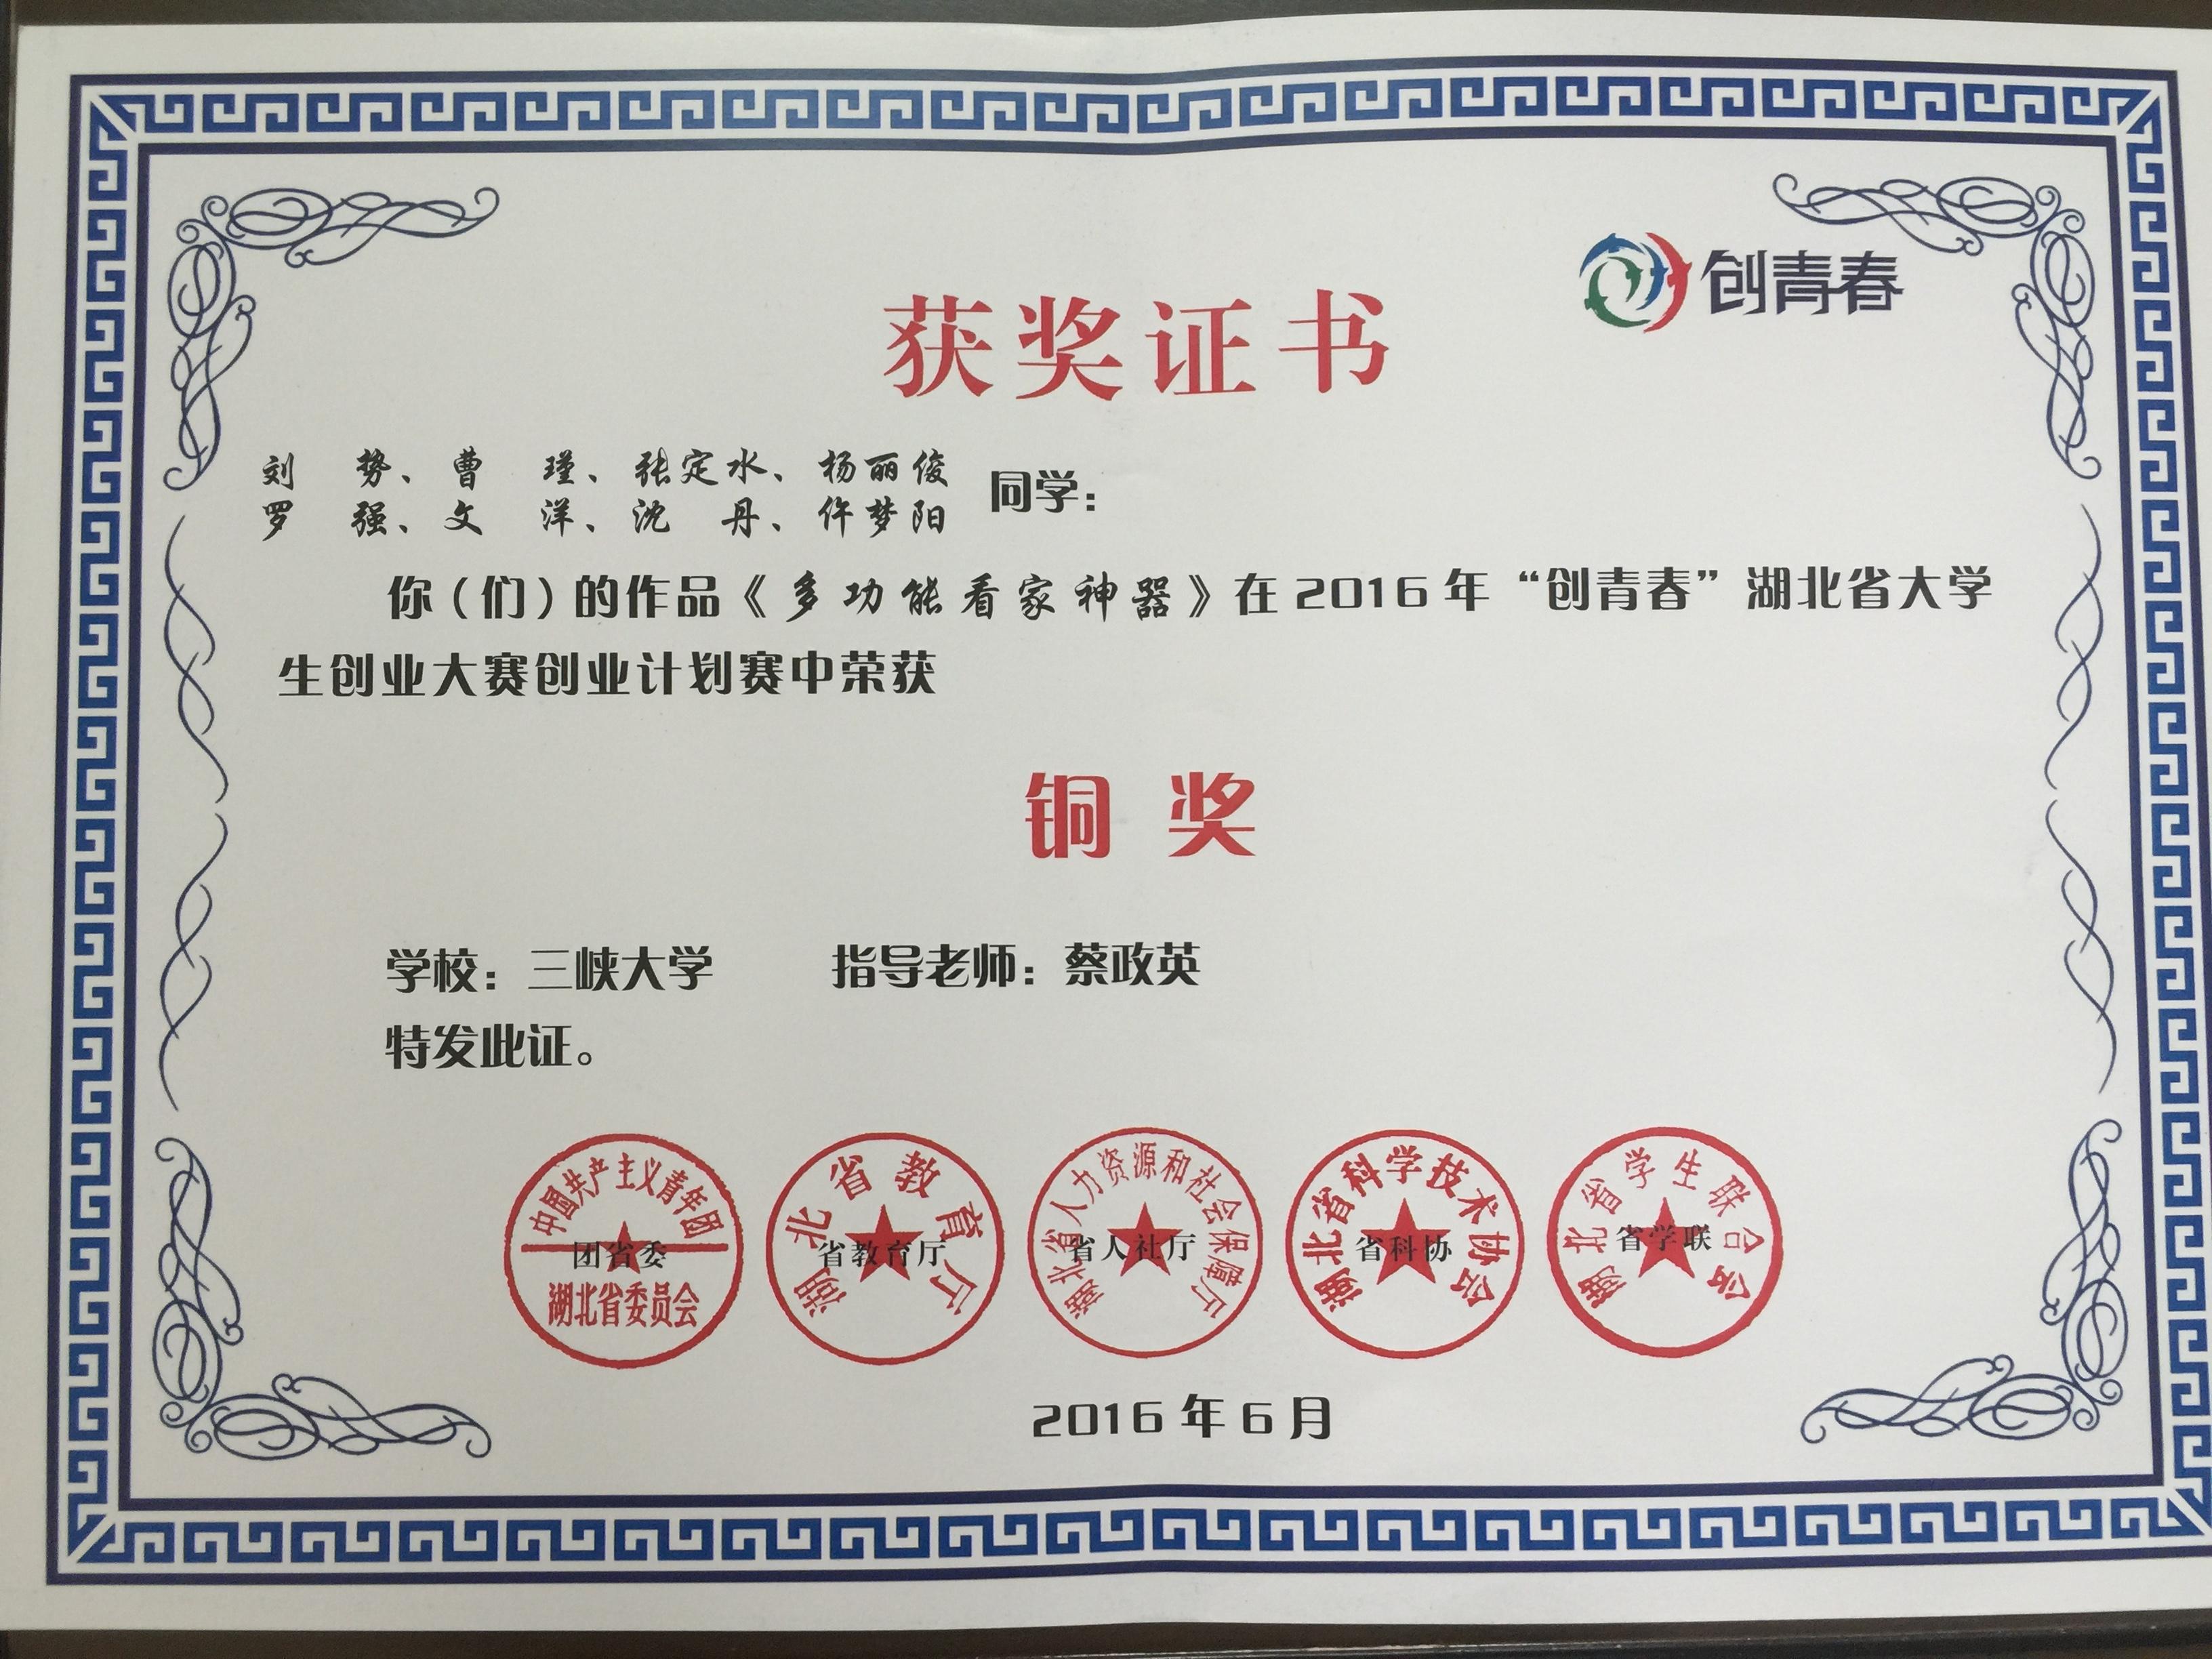 创青春
获奖证书
刘　势、曹　瑾、张定水、杨丽俊
罗　强、文　洋、沈　丹、仵梦阳
同学：
你（们）的作品《多功能看家神器》在2016年“创青春”湖北省大学
生创业大赛创业计划赛中荣获
铜奖
学校：三峡大学　指导老师：蔡政英
特发此证。
中国共产主义青年团
团省委
湖北省委员会
湖北省教育厅
省教育厅
湖北省人力资源和社会保障厅
省人社厅
湖北省科学技术协会
省科协
湖北省学生联合会
省学联
2016年6月